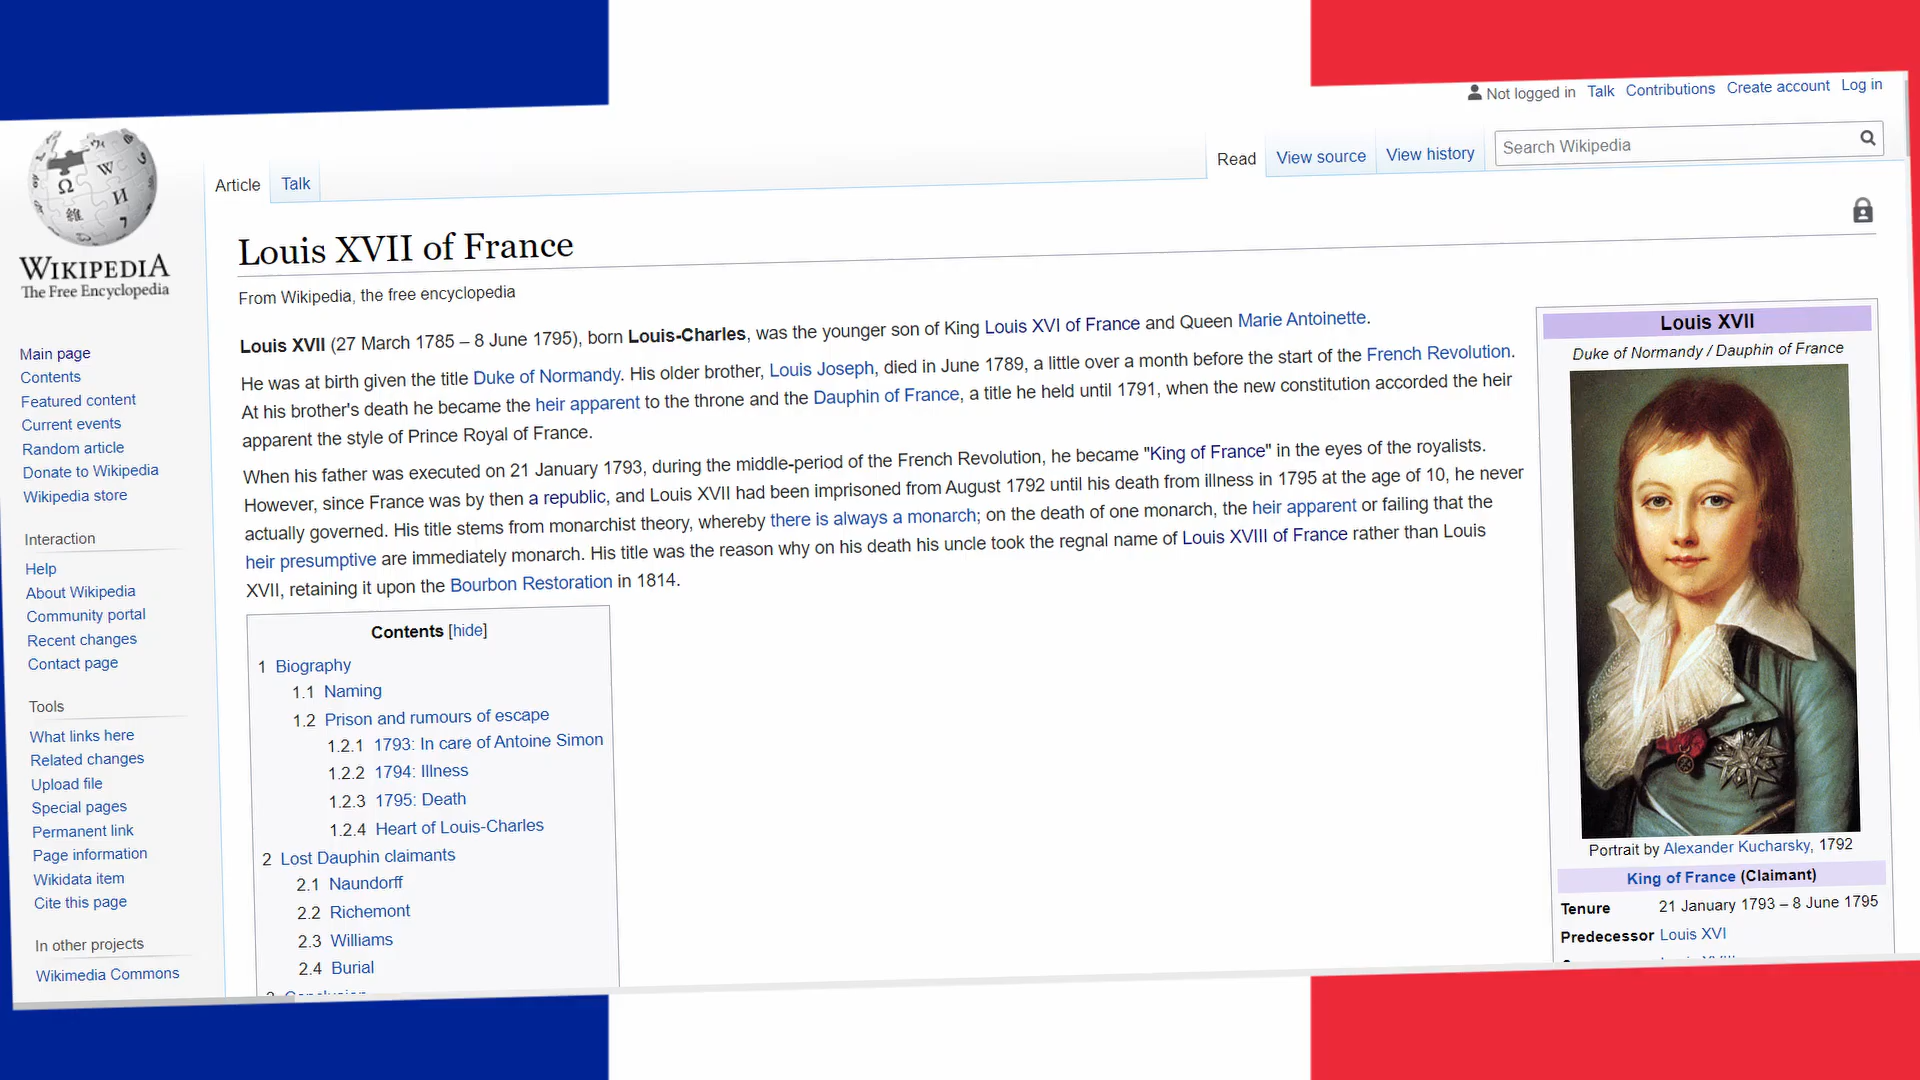 Not logged in Talk Contributions Create account Log in
Article Talk Read View source View history Search Wikipedia
WIKIPEDIA
The Free Encyclopedia
Main page
Contents
Featured content
Current events
Random article
Donate to Wikipedia
Wikipedia store
Interaction
Help
About Wikipedia
Community portal
Recent changes
Contact page
Tools
What links here
Related changes
Upload file
Special pages
Permanent link
Page information
Wikidata item
Cite this page
In other projects
Wikimedia Commons
Louis XVII of France
From Wikipedia, the free encyclopedia
Louis XVII (27 March 1785 – 8 June 1795), born Louis-Charles, was the younger son of King Louis XVI of France and Queen Marie Antoinette.
He was at birth given the title Duke of Normandy. His older brother, Louis Joseph, died in June 1789, a little over a month before the start of the French Revolution.
At his brother's death he became the heir apparent to the throne and the Dauphin of France, a title he held until 1791, when the new constitution accorded the heir
apparent the style of Prince Royal of France.
When his father was executed on 21 January 1793, during the middle-period of the French Revolution, he became "King of France" in the eyes of the royalists.
However, since France was by then a republic, and Louis XVII had been imprisoned from August 1792 until his death from illness in 1795 at the age of 10, he never
actually governed. His title stems from monarchist theory, whereby there is always a monarch; on the death of one monarch, the heir apparent or failing that the
heir presumptive are immediately monarch. His title was the reason why on his death his uncle took the regnal name of Louis XVIII of France rather than Louis
XVII, retaining it upon the Bourbon Restoration in 1814.
Contents [hide]
1 Biography
1.1 Naming
1.2 Prison and rumours of escape
1.2.1 1793: In care of Antoine Simon
1.2.2 1794: Illness
1.2.3 1795: Death
1.2.4 Heart of Louis-Charles
2 Lost Dauphin claimants
2.1 Naundorff
2.2 Richemont
2.3 Williams
2.4 Burial
Louis XVII
Duke of Normandy / Dauphin of France
Portrait by Alexander Kucharsky, 1792
King of France (Claimant)
Tenure 21 January 1793 – 8 June 1795
Predecessor Louis XVI